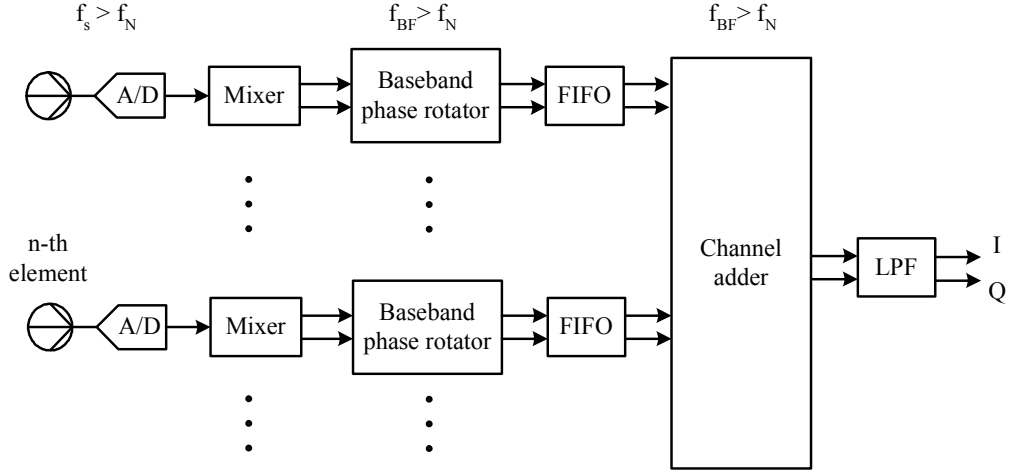 f_s > f_N
f_BF > f_N
f_BF > f_N
A/D
Mixer
Baseband
phase rotator
FIFO
n-th
element
A/D
Mixer
Baseband
phase rotator
FIFO
Channel
adder
LPF
I
Q